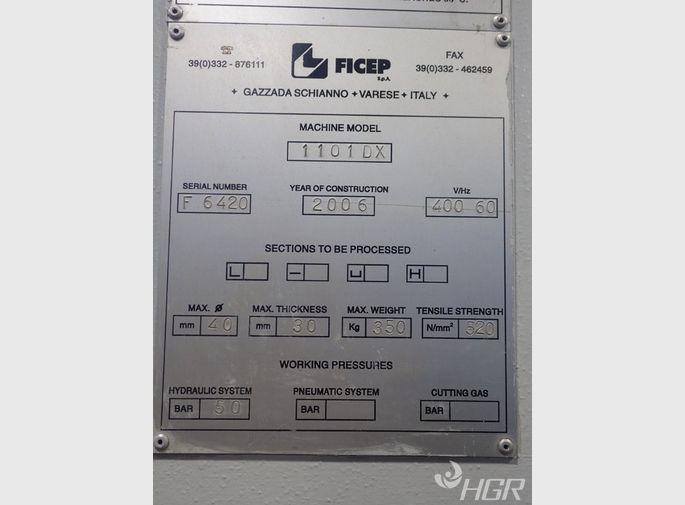 ☎
39(0)332 - 876111
FICEP
S.p.A.
FAX
39(0)332 - 462459
+ GAZZADA SCHIANNO + VARESE + ITALY +
MACHINE MODEL
1101DX
SERIAL NUMBER YEAR OF CONSTRUCTION V/Hz
F 6420 2006 400 60
SECTIONS TO BE PROCESSED
MAX. Ø MAX. THICKNESS MAX. WEIGHT TENSILE STRENGTH
mm 40 mm 30 Kg 350 N/mm² 520
WORKING PRESSURES
HYDRAULIC SYSTEM PNEUMATIC SYSTEM CUTTING GAS
BAR 50 BAR BAR
HGR